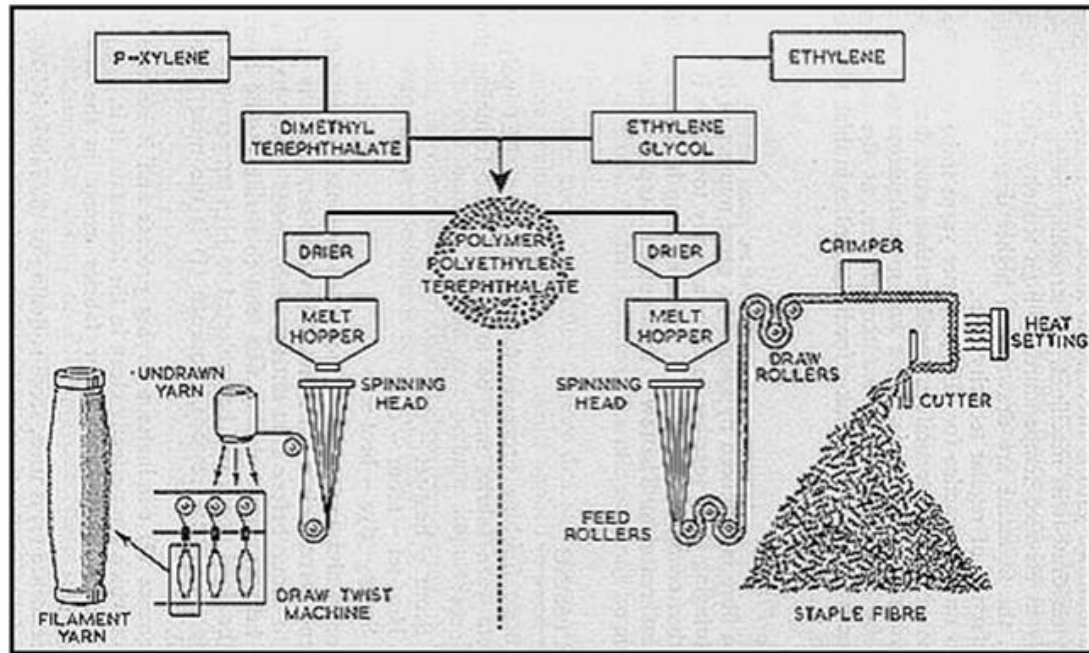 P-XYLENE
ETHYLENE
DIMETHYL
TEREPHTHALATE
ETHYLENE
GLYCOL
POLYMER
POLYETHYLENE
TEREPHTHALATE
DRIER
MELT
HOPPER
SPINNING
HEAD
UNDRAWN
YARN
DRAW TWIST
MACHINE
FILAMENT
YARN
DRIER
MELT
HOPPER
SPINNING
HEAD
FEED
ROLLERS
DRAW
ROLLERS
CRIMPER
HEAT
SETTING
CUTTER
STAPLE FIBRE